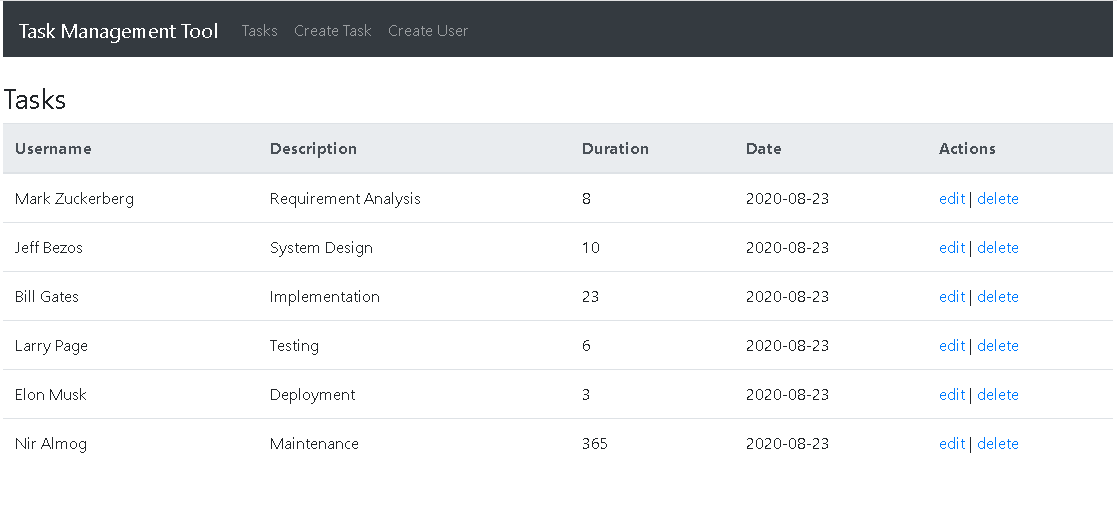 Task Management Tool Tasks Create Task Create User
Tasks
Username Description Duration Date Actions
Mark Zuckerberg Requirement Analysis 8 2020-08-23 edit | delete
Jeff Bezos System Design 10 2020-08-23 edit | delete
Bill Gates Implementation 23 2020-08-23 edit | delete
Larry Page Testing 6 2020-08-23 edit | delete
Elon Musk Deployment 3 2020-08-23 edit | delete
Nir Almog Maintenance 365 2020-08-23 edit | delete